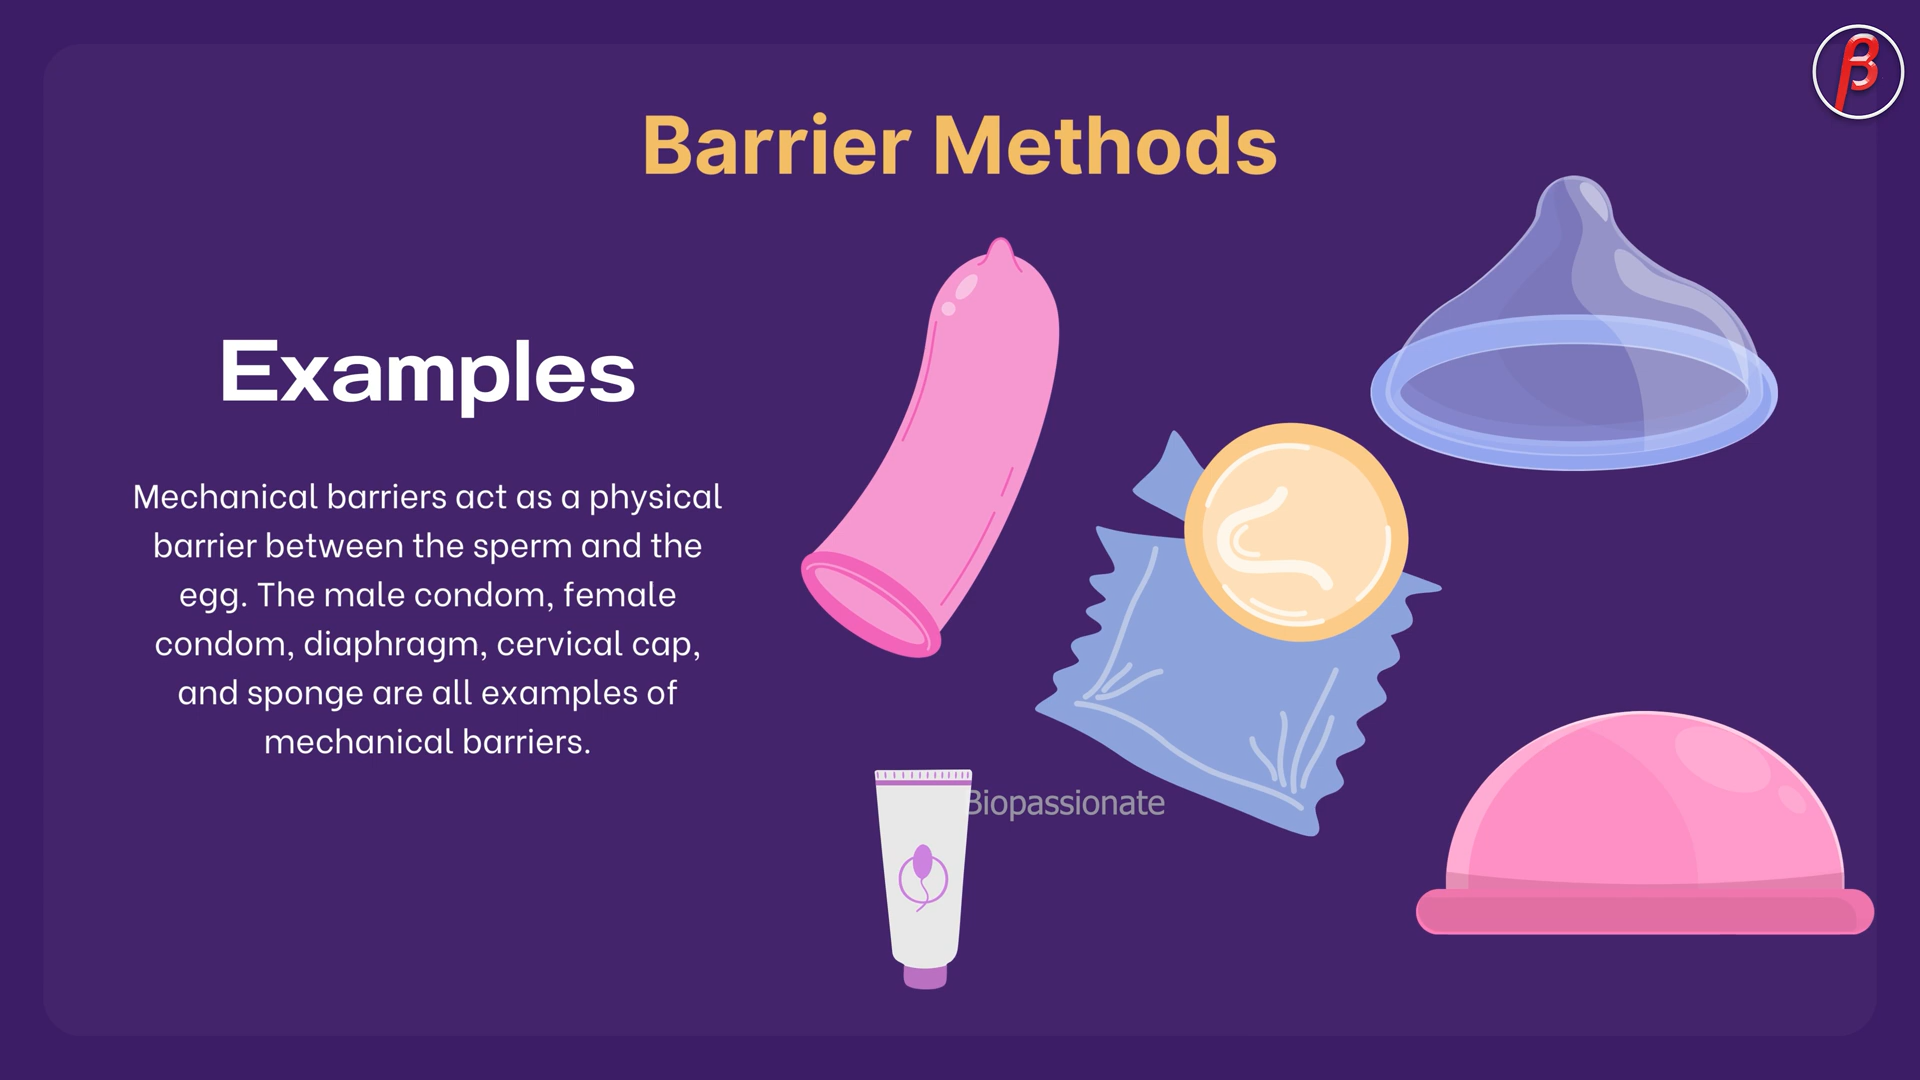 β
Barrier Methods
Examples
Mechanical barriers act as a physical
barrier between the sperm and the
egg. The male condom, female
condom, diaphragm, cervical cap,
and sponge are all examples of
mechanical barriers.
Biopassionate